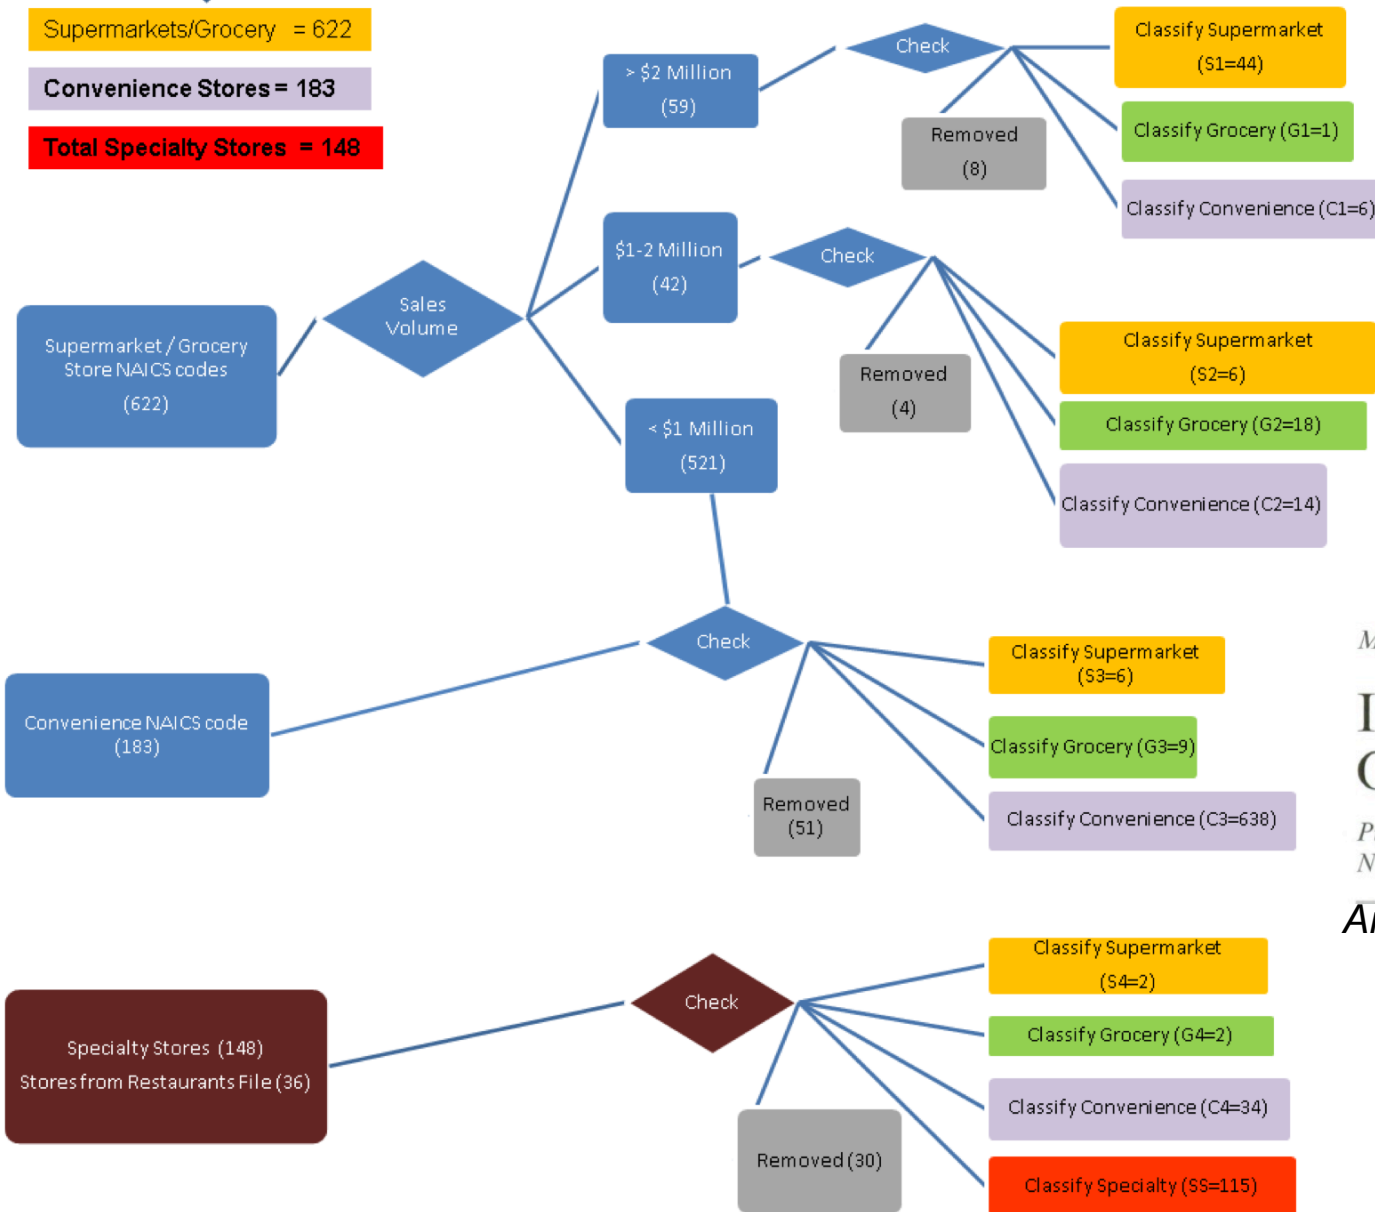 Supermarkets/Grocery = 622
Convenience Stores = 183
Total Specialty Stores = 148
> $2 Million
(59)
Check
Removed
(8)
Classify Supermarket
(S1=44)
Classify Grocery (G1=1)
Classify Convenience (C1=6)
Supermarket / Grocery
Store NAICS codes
(622)
Sales
Volume
$1-2 Million
(42)
Check
Removed
(4)
Classify Supermarket
(S2=6)
Classify Grocery (G2=18)
Classify Convenience (C2=14)
< $1 Million
(521)
Convenience NAICS code
(183)
Check
Removed
(51)
Classify Supermarket
(S3=6)
Classify Grocery (G3=9)
Classify Convenience (C3=638)
Specialty Stores (148)
Stores from Restaurants File (36)
Check
Removed (30)
Classify Supermarket
(S4=2)
Classify Grocery (G4=2)
Classify Convenience (C4=34)
Classify Specialty (SS=115)